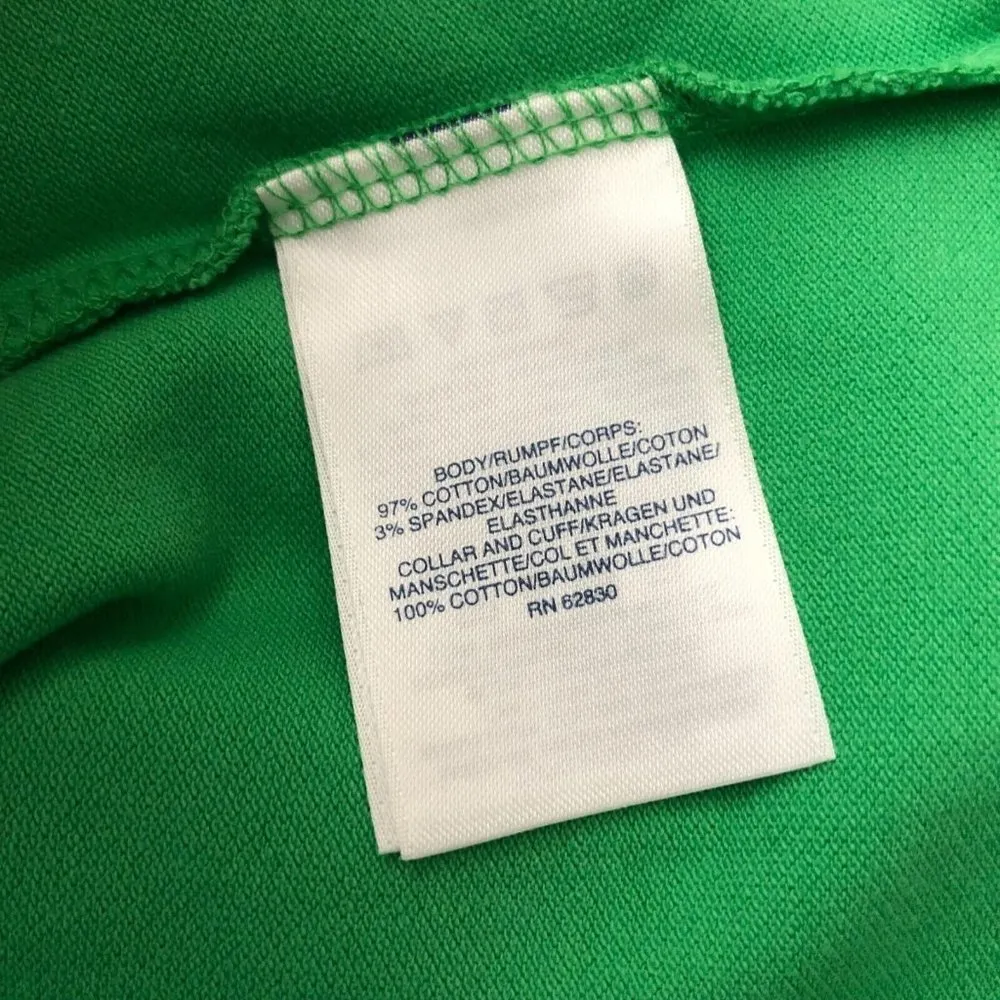 BODY/RUMPF/CORPS:
97% COTTON/BAUMWOLLE/COTON
3% SPANDEX/ELASTANE/ELASTANE/
ELASTHANNE
COLLAR AND CUFF/KRAGEN UND
MANSCHETTE/COL ET MANCHETTE:
100% COTTON/BAUMWOLLE/COTON
RN 62830